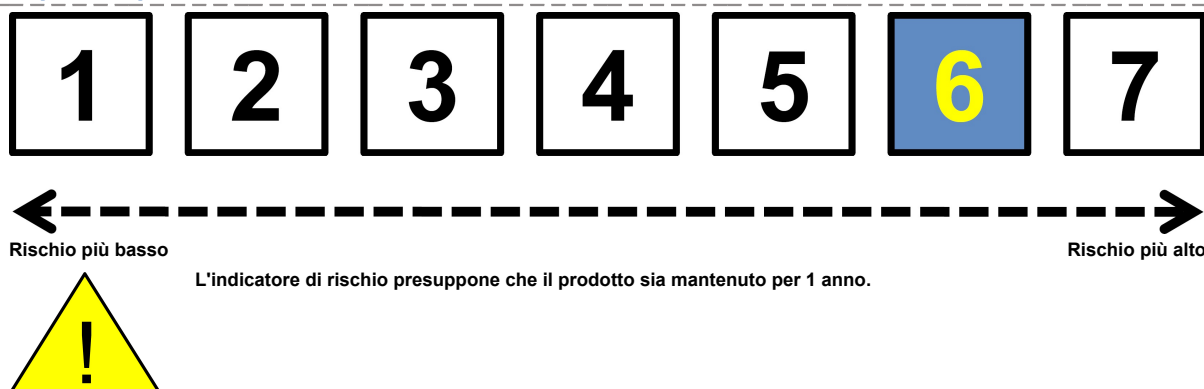 1 2 3 4 5 6 7
Rischio più basso Rischio più alto
L'indicatore di rischio presuppone che il prodotto sia mantenuto per 1 anno.
!